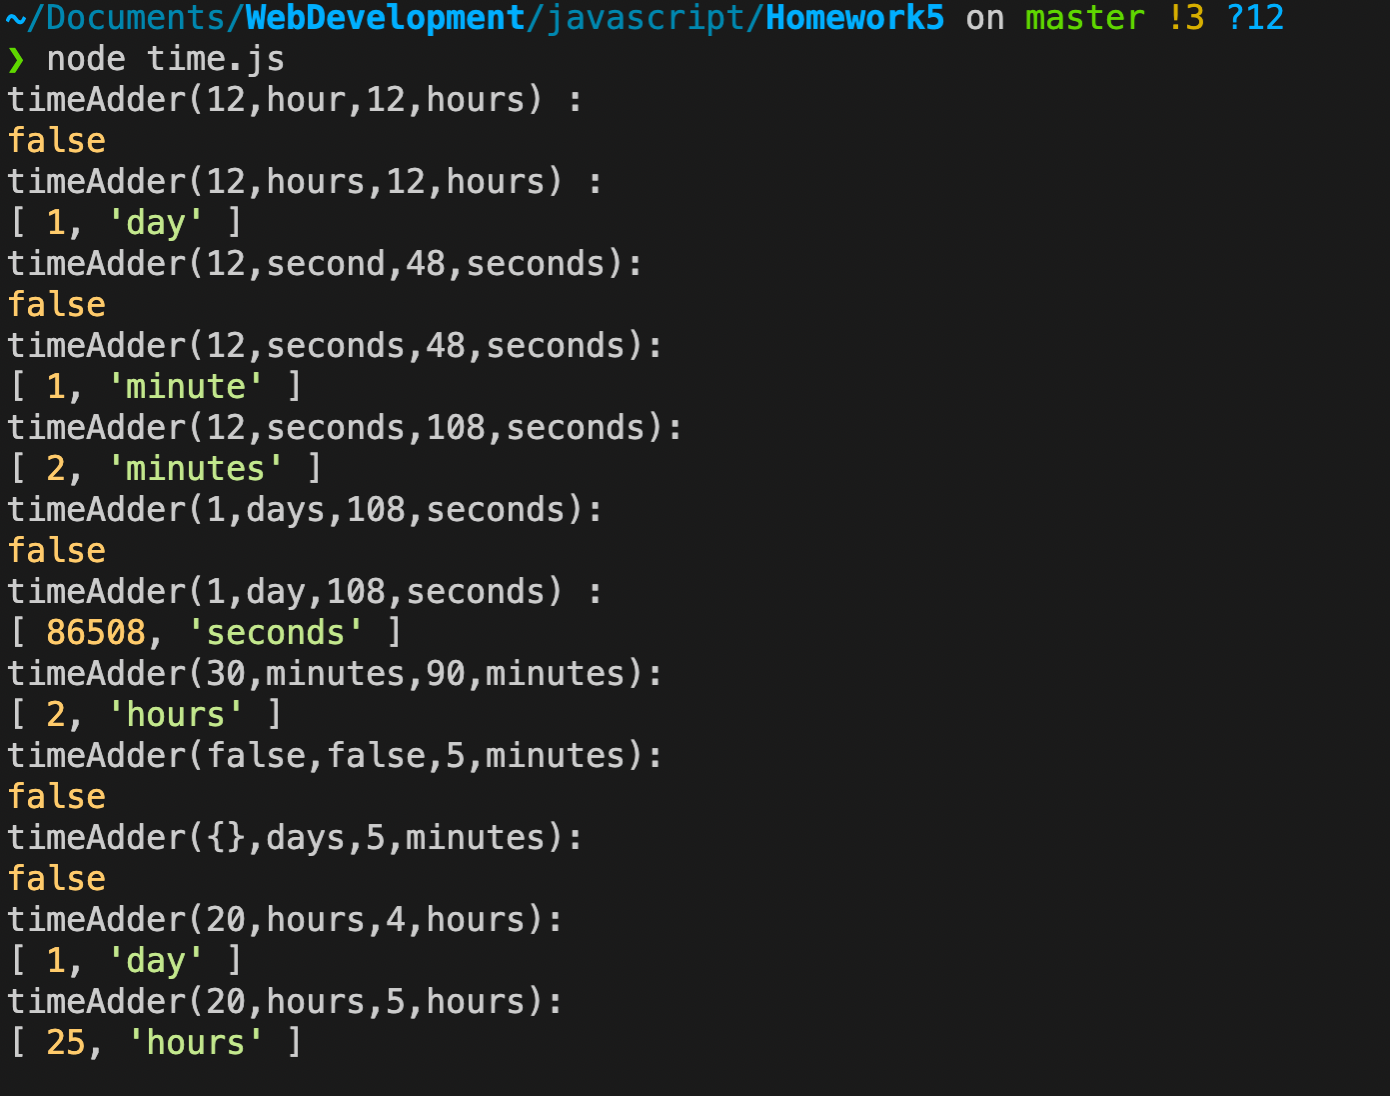 ~/Documents/WebDevelopment/javascript/Homework5 on master !3 ?12
❯ node time.js
timeAdder(12,hour,12,hours) :
false
timeAdder(12,hours,12,hours) :
[ 1, 'day' ]
timeAdder(12,second,48,seconds):
false
timeAdder(12,seconds,48,seconds):
[ 1, 'minute' ]
timeAdder(12,seconds,108,seconds):
[ 2, 'minutes' ]
timeAdder(1,days,108,seconds):
false
timeAdder(1,day,108,seconds) :
[ 86508, 'seconds' ]
timeAdder(30,minutes,90,minutes):
[ 2, 'hours' ]
timeAdder(false,false,5,minutes):
false
timeAdder({},days,5,minutes):
false
timeAdder(20,hours,4,hours):
[ 1, 'day' ]
timeAdder(20,hours,5,hours):
[ 25, 'hours' ]